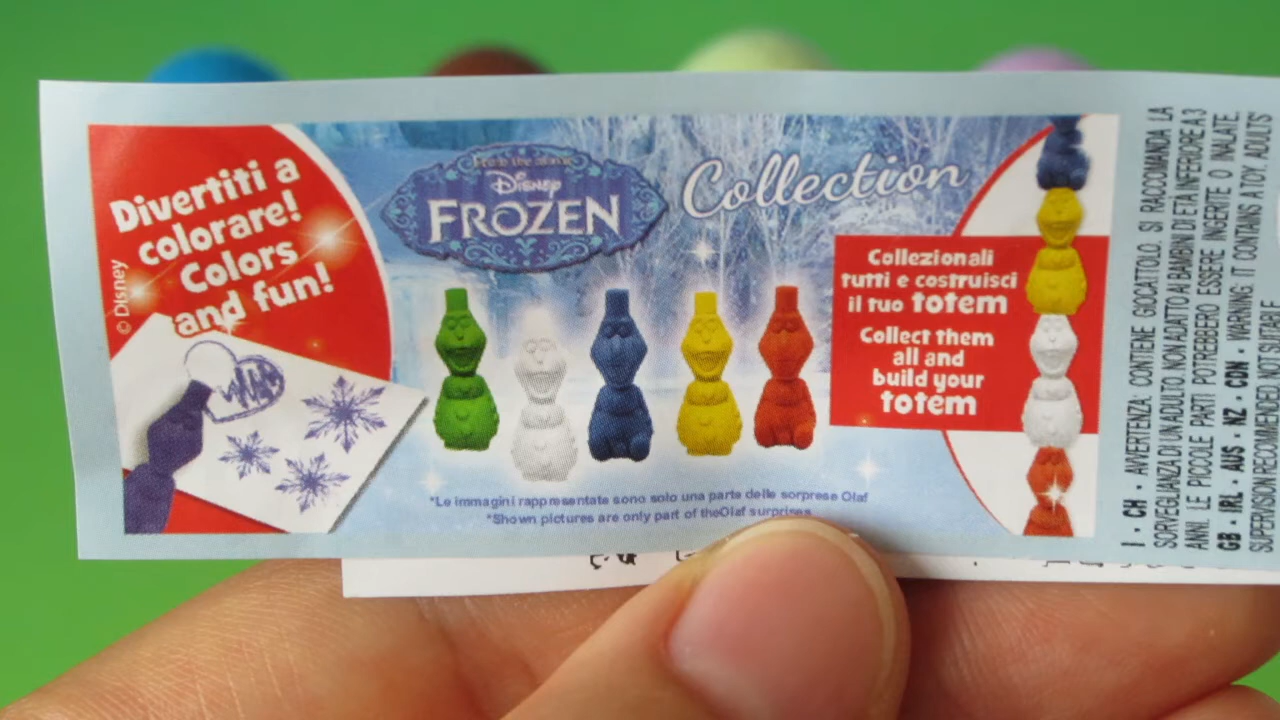 Divertiti a
colorare!
Colors
and fun!
© Disney
Disney
FROZEN
Collection
Collezionali
tutti e costruisci
il tuo totem
Collect them
all and
build your
totem
*Le immagini rappresentate sono solo una parte delle sorprese Olaf
*Shown pictures are only part of theOlaf surprises
I • CH • AVVERTENZA. CONTIENE GIOCATTOLO. SI RACCOMANDA LA
SORVEGLIANZA DI UN ADULTO. NON ADATTO AI BAMBINI DI ETÀ INFERIORE A 3
ANNI. LE PICCOLE PARTI POTREBBERO ESSERE INGERITE O INALATE.
GB • IRL • AUS • NZ • CDN • WARNING. IT CONTAINS A TOY. ADULTS
SUPERVISION RECOMMENDED. NOT SUITABLE